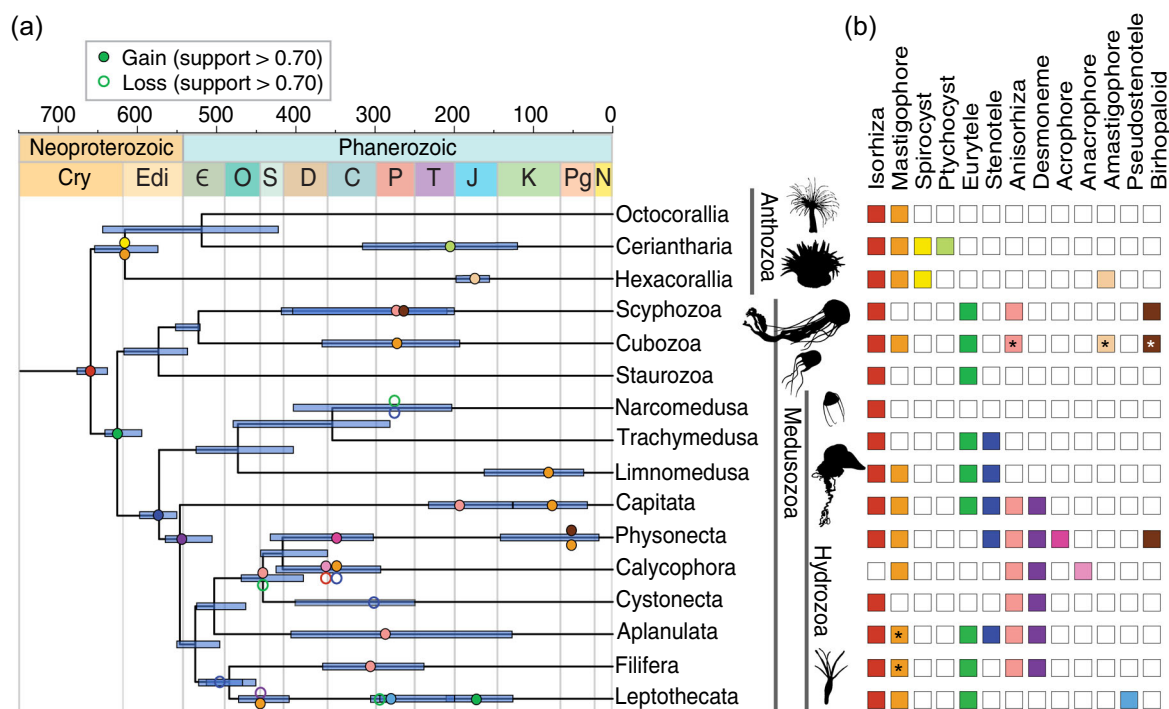 (a)
Gain (support > 0.70)
Loss (support > 0.70)
700 600 500 400 300 200 100 0
Neoproterozoic Phanerozoic
Cry Edi Є O S D C P T J K Pg N
Octocorallia
Ceriantharia
Hexacorallia
Scyphozoa
Cubozoa
Staurozoa
Narcomedusa
Trachymedusa
Limnomedusa
Capitata
Physonecta
Calycophora
Cystonecta
Aplanulata
Filifera
Leptothecata
Anthozoa
Medusozoa
Hydrozoa
(b)
Isorhiza
Mastigophore
Spirocyst
Ptychocyst
Eurytele
Stenotele
Anisorhiza
Desmoneme
Acrophore
Anacrophore
Amastigophore
Pseudostenotele
Birhopaloid
* * *
*
*